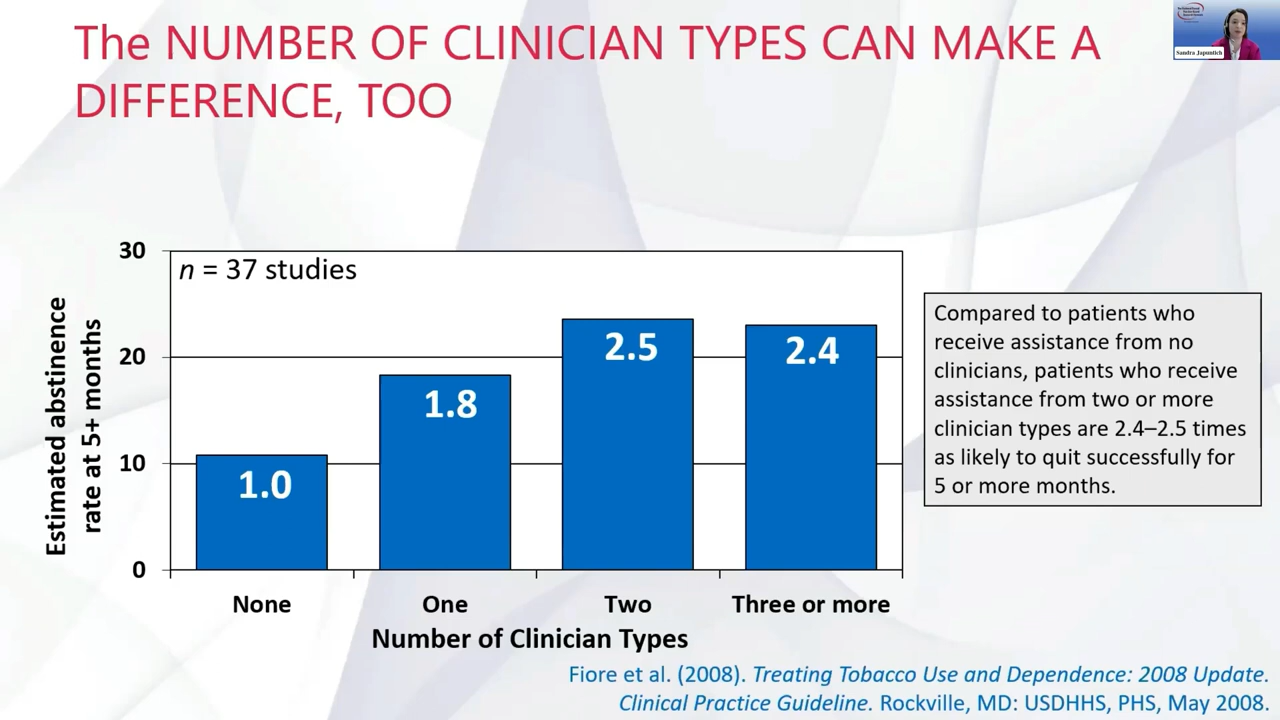 The NUMBER OF CLINICIAN TYPES CAN MAKE A
DIFFERENCE, TOO
Sandra Japuntich
30
20
10
0
Estimated abstinence
rate at 5+ months
n = 37 studies
1.0
1.8
2.5
2.4
None
One
Two
Three or more
Number of Clinician Types
Compared to patients who
receive assistance from no
clinicians, patients who receive
assistance from two or more
clinician types are 2.4–2.5 times
as likely to quit successfully for
5 or more months.
Fiore et al. (2008). Treating Tobacco Use and Dependence: 2008 Update.
Clinical Practice Guideline. Rockville, MD: USDHHS, PHS, May 2008.